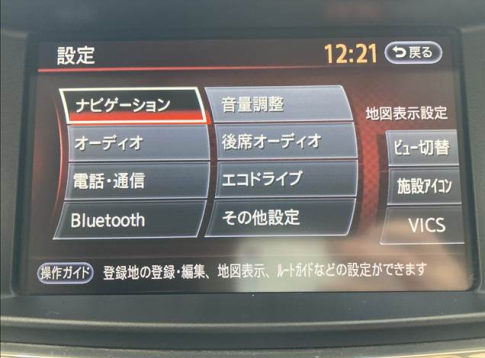 設定
12:21
戻る
ナビゲーション
音量調整
地図表示設定
オーディオ
後席オーディオ
ビュー切替
電話・通信
エコドライブ
施設アイコン
Bluetooth
その他設定
VICS
操作ガイド 登録地の登録・編集、地図表示、ルートガイドなどの設定ができます